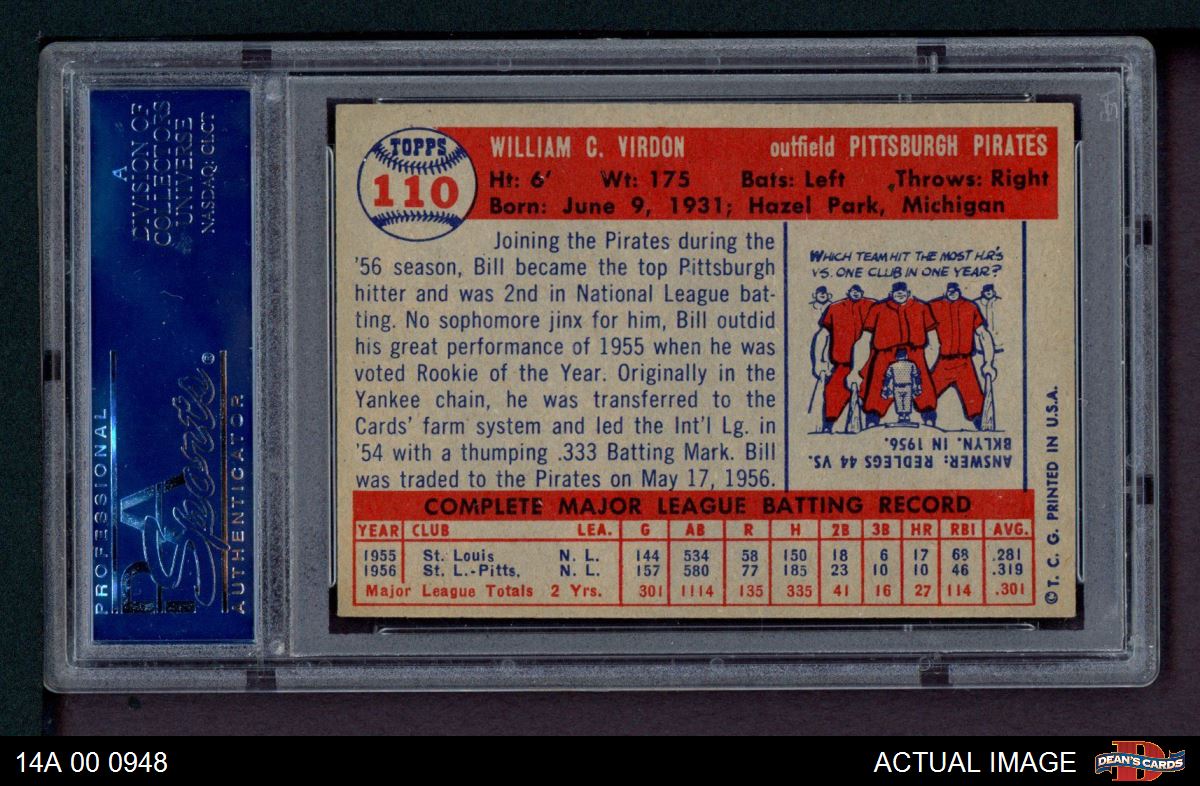 A
DIVISION OF
COLLECTORS
UNIVERSE
NASDAQ: CLCT
PROFESSIONAL
PSA
Sports®
AUTHENTICATOR
TOPPS
110
WILLIAM C. VIRDON outfield PITTSBURGH PIRATES
Ht: 6' Wt: 175 Bats: Left Throws: Right
Born: June 9, 1931; Hazel Park, Michigan
Joining the Pirates during the
'56 season, Bill became the top Pittsburgh
hitter and was 2nd in National League bat-
ting. No sophomore jinx for him, Bill outdid
his great performance of 1955 when he was
voted Rookie of the Year. Originally in the
Yankee chain, he was transferred to the
Cards' farm system and led the Int'l Lg. in
'54 with a thumping .333 Batting Mark. Bill
was traded to the Pirates on May 17, 1956.
WHICH TEAM HIT THE MOST H.R'S
VS. ONE CLUB IN ONE YEAR?
ANSWER: REDLEGS 44 VS.
BKLYN. IN 1956.
COMPLETE MAJOR LEAGUE BATTING RECORD
YEAR CLUB LEA. G AB R H 2B 3B HR RBI AVG.
1955 St. Louis N. L. 144 534 58 150 18 6 17 68 .281
1956 St. L.-Pitts. N. L. 157 580 77 185 23 10 10 46 .319
Major League Totals 2 Yrs. 301 1114 135 335 41 16 27 114 .301
© T. C. G. PRINTED IN U.S.A.
14A 00 0948
ACTUAL IMAGE
D
DEAN'S CARDS